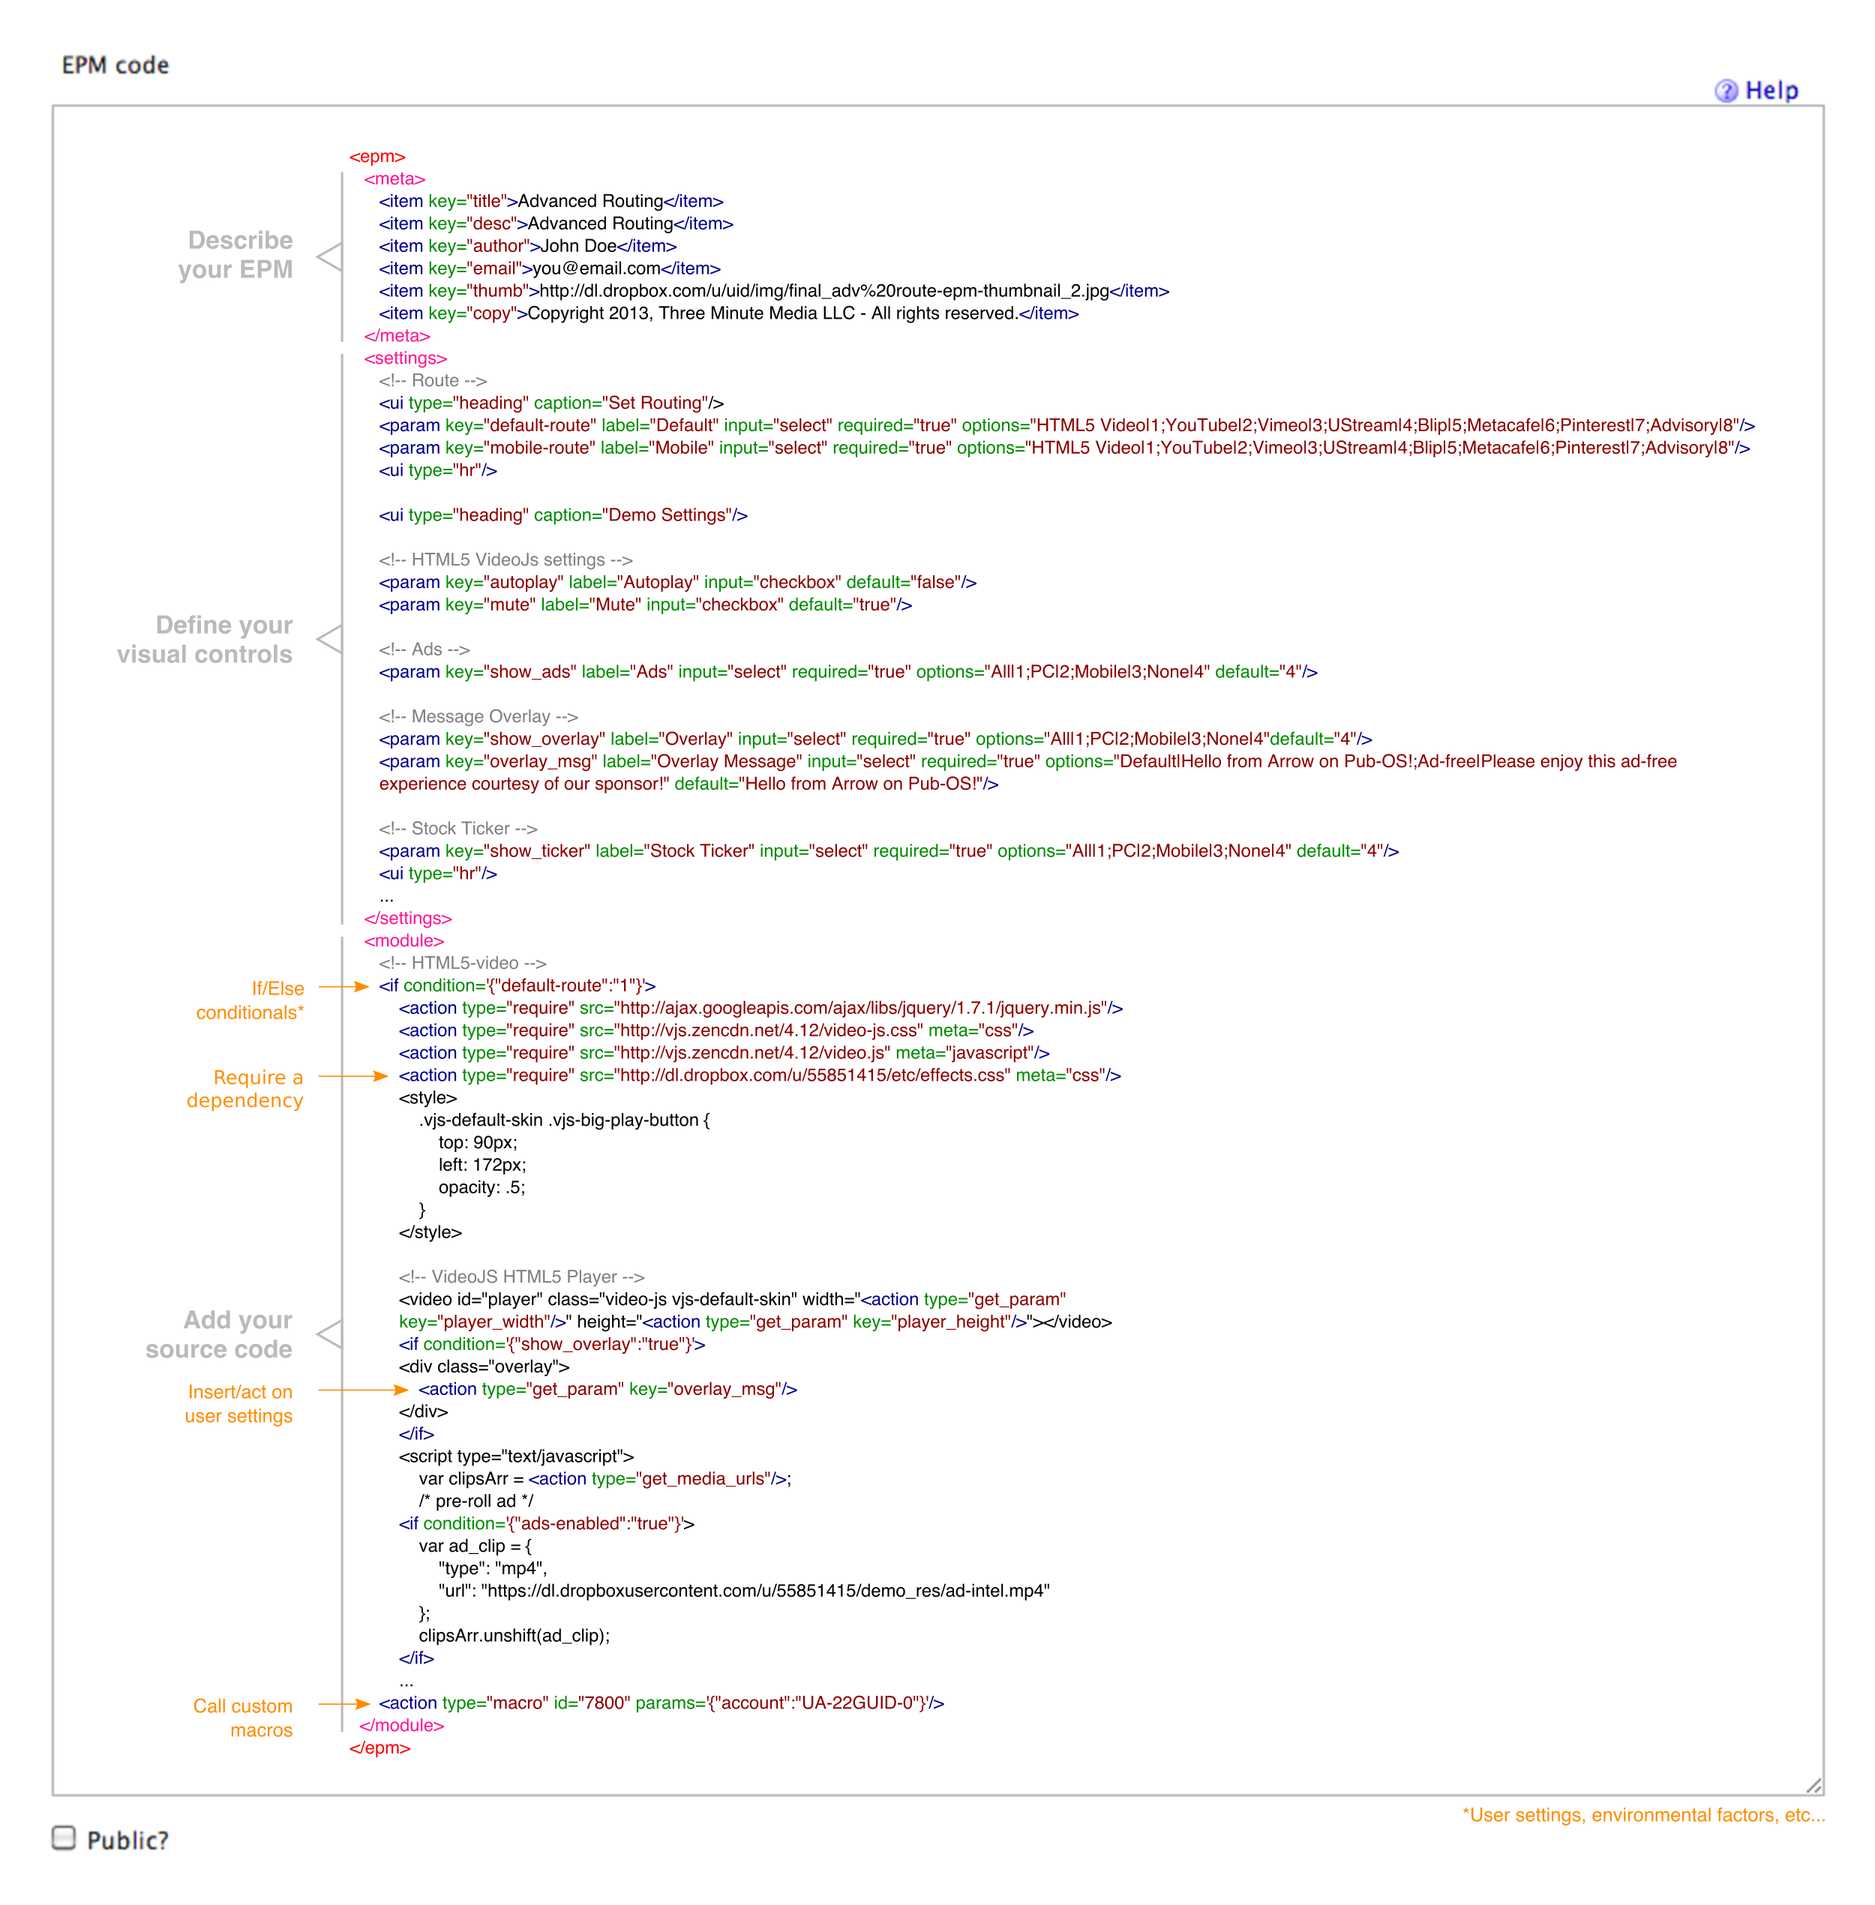 EPM code
Help
<epm>
<meta>
<item key="title">Advanced Routing</item>
<item key="desc">Advanced Routing</item>
<item key="author">John Doe</item>
<item key="email">you@email.com</item>
<item key="thumb">http://dl.dropbox.com/u/uid/img/final_adv%20route-epm-thumbnail_2.jpg</item>
<item key="copy">Copyright 2013, Three Minute Media LLC - All rights reserved.</item>
</meta>
Describe
your EPM
<settings>
<!-- Route -->
<ui type="heading" caption="Set Routing"/>
<param key="default-route" label="Default" input="select" required="true" options="HTML5 Video|1;YouTube|2;Vimeo|3;UStream|4;Blip|5;Metacafe|6;Pinterest|7;Advisory|8"/>
<param key="mobile-route" label="Mobile" input="select" required="true" options="HTML5 Video|1;YouTube|2;Vimeo|3;UStream|4;Blip|5;Metacafe|6;Pinterest|7;Advisory|8"/>
<ui type="hr"/>
<ui type="heading" caption="Demo Settings"/>
<!-- HTML5 VideoJs settings -->
<param key="autoplay" label="Autoplay" input="checkbox" default="false"/>
<param key="mute" label="Mute" input="checkbox" default="true"/>
Define your
visual controls
<!-- Ads -->
<param key="show_ads" label="Ads" input="select" required="true" options="All|1;PC|2;Mobile|3;None|4" default="4"/>
<!-- Message Overlay -->
<param key="show_overlay" label="Overlay" input="select" required="true" options="All|1;PC|2;Mobile|3;None|4"default="4"/>
<param key="overlay_msg" label="Overlay Message" input="select" required="true" options="Default|Hello from Arrow on Pub-OS!;Ad-free|Please enjoy this ad-free
experience courtesy of our sponsor!" default="Hello from Arrow on Pub-OS!"/>
<!-- Stock Ticker -->
<param key="show_ticker" label="Stock Ticker" input="select" required="true" options="All|1;PC|2;Mobile|3;None|4" default="4"/>
<ui type="hr"/>
...
</settings>
<module>
<!-- HTML5-video -->
If/Else
conditionals*
<if condition='{"default-route":"1"}'>
<action type="require" src="http://ajax.googleapis.com/ajax/libs/jquery/1.7.1/jquery.min.js"/>
<action type="require" src="http://vjs.zencdn.net/4.12/video-js.css" meta="css"/>
<action type="require" src="http://vjs.zencdn.net/4.12/video.js" meta="javascript"/>
Require a
dependency
<action type="require" src="http://dl.dropbox.com/u/55851415/etc/effects.css" meta="css"/>
<style>
.vjs-default-skin .vjs-big-play-button {
top: 90px;
left: 172px;
opacity: .5;
}
</style>
<!-- VideoJS HTML5 Player -->
<video id="player" class="video-js vjs-default-skin" width="<action type="get_param"
key="player_width"/>" height="<action type="get_param" key="player_height"/>"></video>
Add your
source code
<if condition='{"show_overlay":"true"}'>
<div class="overlay">
Insert/act on
user settings
<action type="get_param" key="overlay_msg"/>
</div>
</if>
<script type="text/javascript">
var clipsArr = <action type="get_media_urls"/>;
/* pre-roll ad */
<if condition='{"ads-enabled":"true"}'>
var ad_clip = {
"type": "mp4",
"url": "https://dl.dropboxusercontent.com/u/55851415/demo_res/ad-intel.mp4"
};
clipsArr.unshift(ad_clip);
</if>
...
Call custom
macros
<action type="macro" id="7800" params='{"account":"UA-22GUID-0"}'/>
</module>
</epm>
*User settings, environmental factors, etc...
Public?